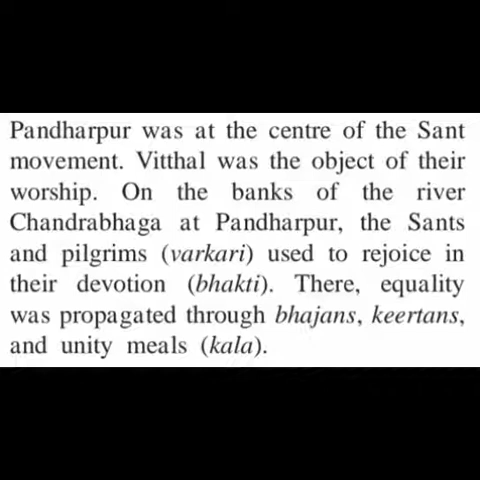 Pandharpur was at the centre of the Sant
movement. Vitthal was the object of their
worship. On the banks of the river
Chandrabhaga at Pandharpur, the Sants
and pilgrims (varkari) used to rejoice in
their devotion (bhakti). There, equality
was propagated through bhajans, keertans,
and unity meals (kala).